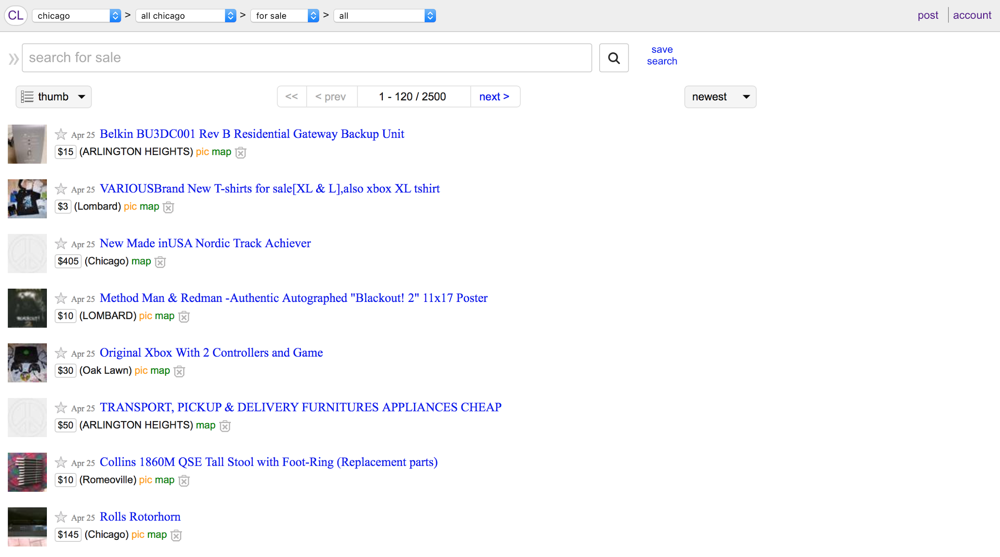 CL chicago > all chicago > for sale > all post account
search for sale save
search
thumb << < prev 1 - 120 / 2500 next > newest
Apr 25 Belkin BU3DC001 Rev B Residential Gateway Backup Unit
$15 (ARLINGTON HEIGHTS) pic map
Apr 25 VARIOUSBrand New T-shirts for sale[XL & L],also xbox XL tshirt
$3 (Lombard) pic map
Apr 25 New Made inUSA Nordic Track Achiever
$405 (Chicago) map
Apr 25 Method Man & Redman -Authentic Autographed "Blackout! 2" 11x17 Poster
$10 (LOMBARD) pic map
Apr 25 Original Xbox With 2 Controllers and Game
$30 (Oak Lawn) pic map
Apr 25 TRANSPORT, PICKUP & DELIVERY FURNITURES APPLIANCES CHEAP
$50 (ARLINGTON HEIGHTS) map
Apr 25 Collins 1860M QSE Tall Stool with Foot-Ring (Replacement parts)
$10 (Romeoville) pic map
Apr 25 Rolls Rotorhorn
$145 (Chicago) pic map